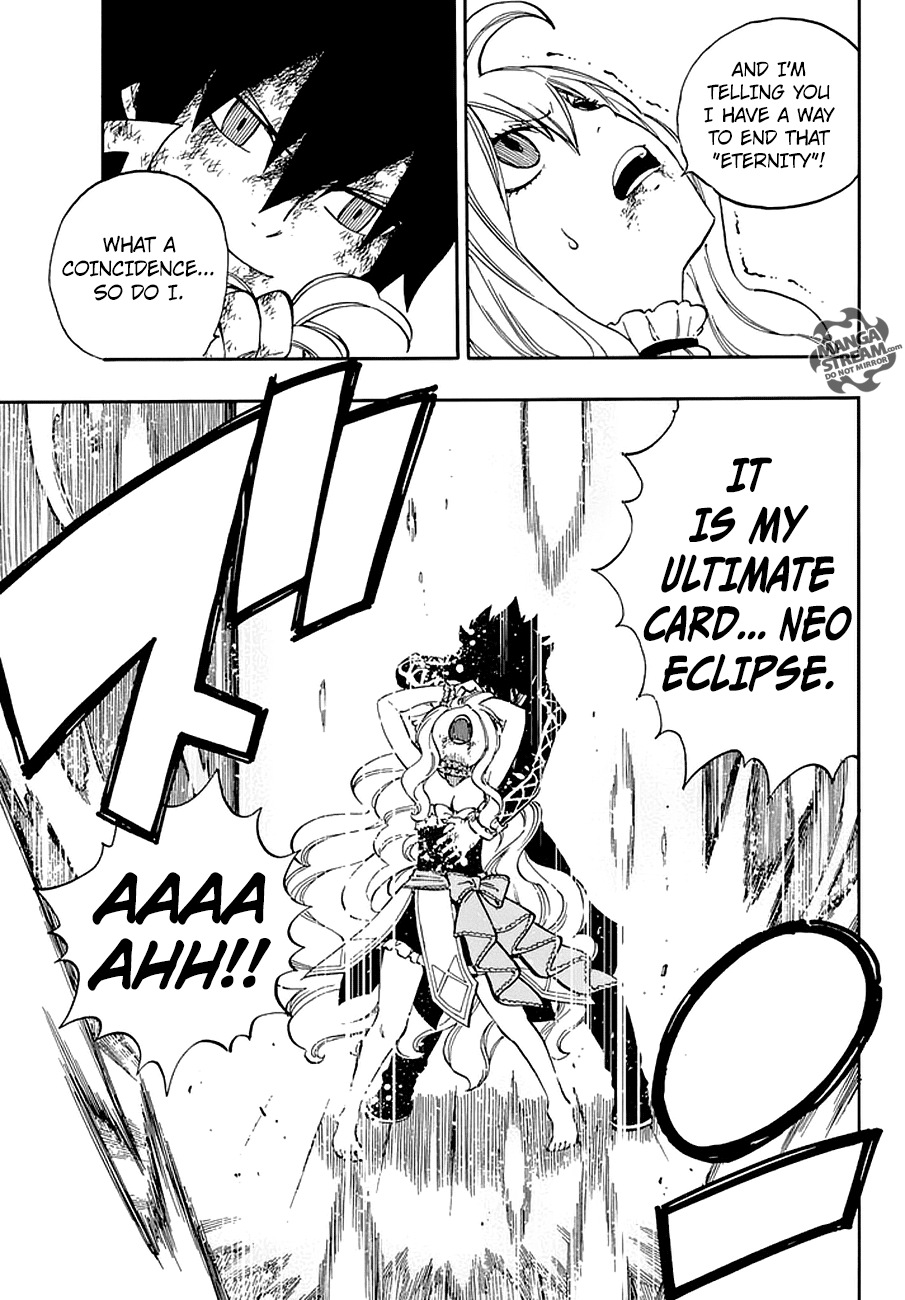 AND I'M
TELLING YOU
I HAVE A WAY
TO END THAT
"ETERNITY"!
WHAT A
COINCIDENCE...
SO DO I.
MANGA
STREAM.com
DO NOT MIRROR
IT
IS MY
ULTIMATE
CARD... NEO
ECLIPSE.
AAAA
AHH!!